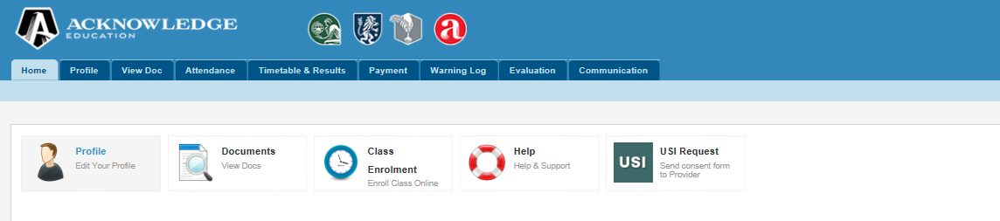 ACKNOWLEDGE
EDUCATION
a
Home Profile View Doc Attendance Timetable & Results Payment Warning Log Evaluation Communication
Profile
Edit Your Profile
Documents
View Docs
Class
Enrolment
Enroll Class Online
Help
Help & Support
USI
USI Request
Send consent form
to Provider